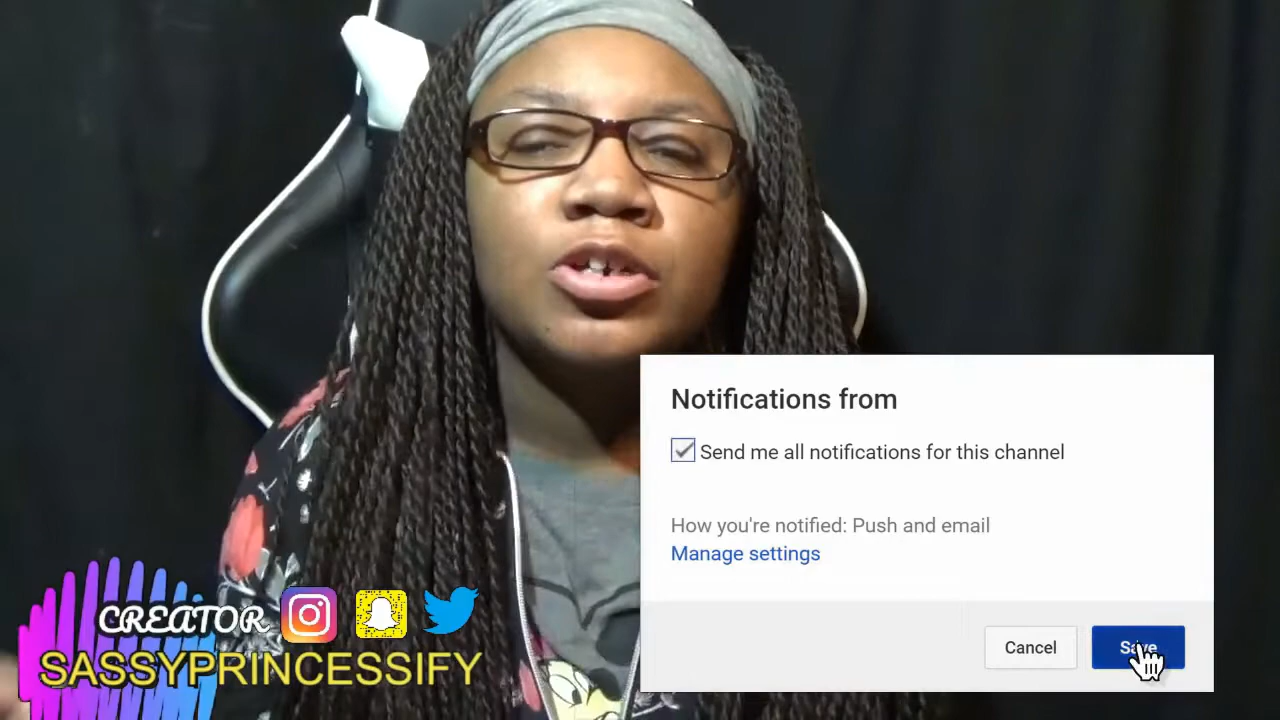 Notifications from
Send me all notifications for this channel
How you're notified: Push and email
Manage settings
Cancel
Save
CREATOR
SASSYPRINCESSIFY